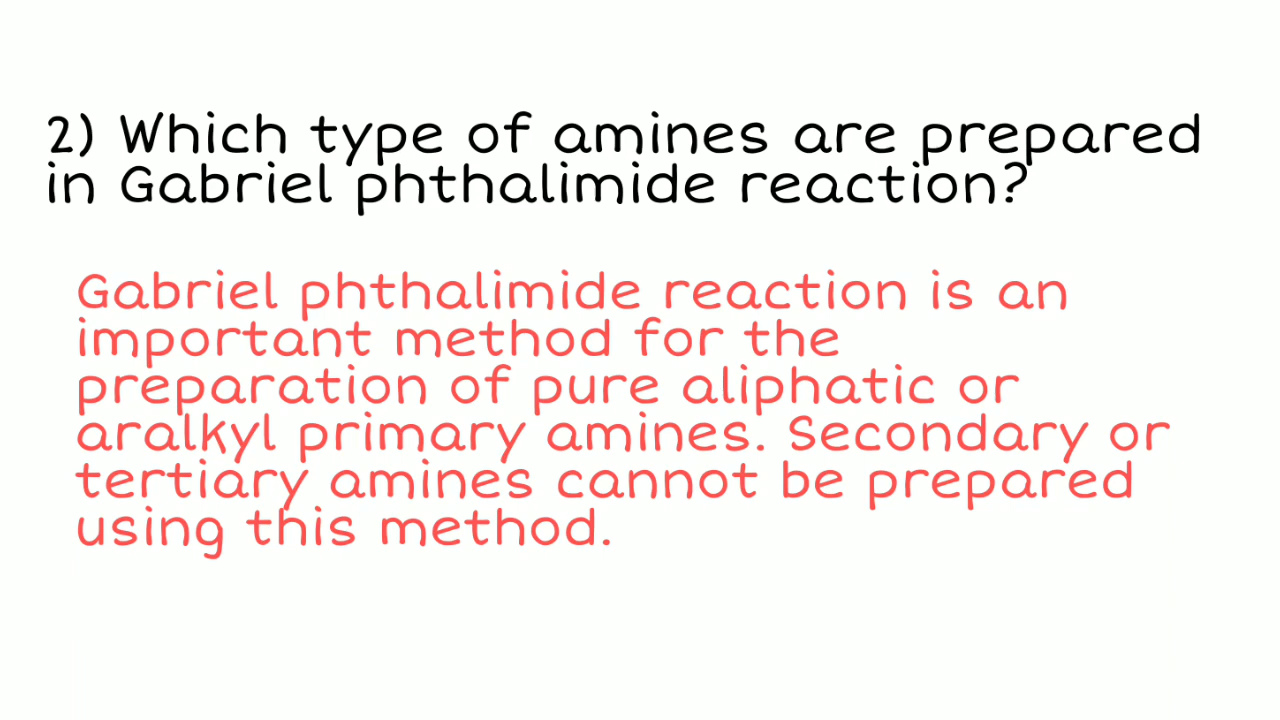 2) Which type of amines are prepared
in Gabriel phthalimide reaction?
Gabriel phthalimide reaction is an
important method for the
preparation of pure aliphatic or
aralkyl primary amines. Secondary or
tertiary amines cannot be prepared
using this method.